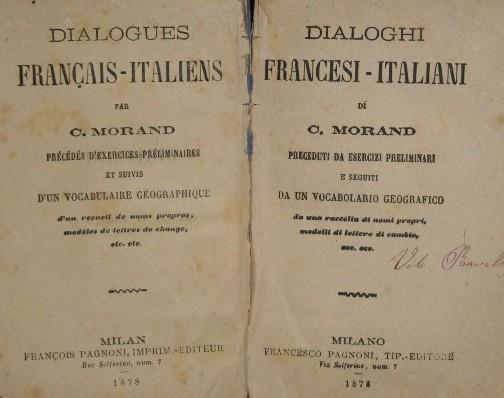 DIALOGUES
FRANÇAIS-ITALIENS
PAR
C. MORAND
PRÉCÉDÉS D'EXERCICES PRÉLIMINAIRES
ET SUIVIS
D'UN VOCABULAIRE GÉOGRAPHIQUE
d'un recueil de noms propres,
modèles de lettres de change,
etc. etc.
MILAN
FRANÇOIS PAGNONI, IMPRIM.-EDITEUR
Rue Solferino, num. 7
1878
DIALOGHI
FRANCESI-ITALIANI
DI
C. MORAND
PRECEDUTI DA ESERCIZI PRELIMINARI
E SEGUITI
DA UN VOCABOLARIO GEOGRAFICO
da una raccolta di nomi propri,
modelli di lettere di cambio,
ecc. ecc.
Vito
MILANO
FRANCESCO PAGNONI, TIP.-EDITORE
Via Solferino, num. 7
1878